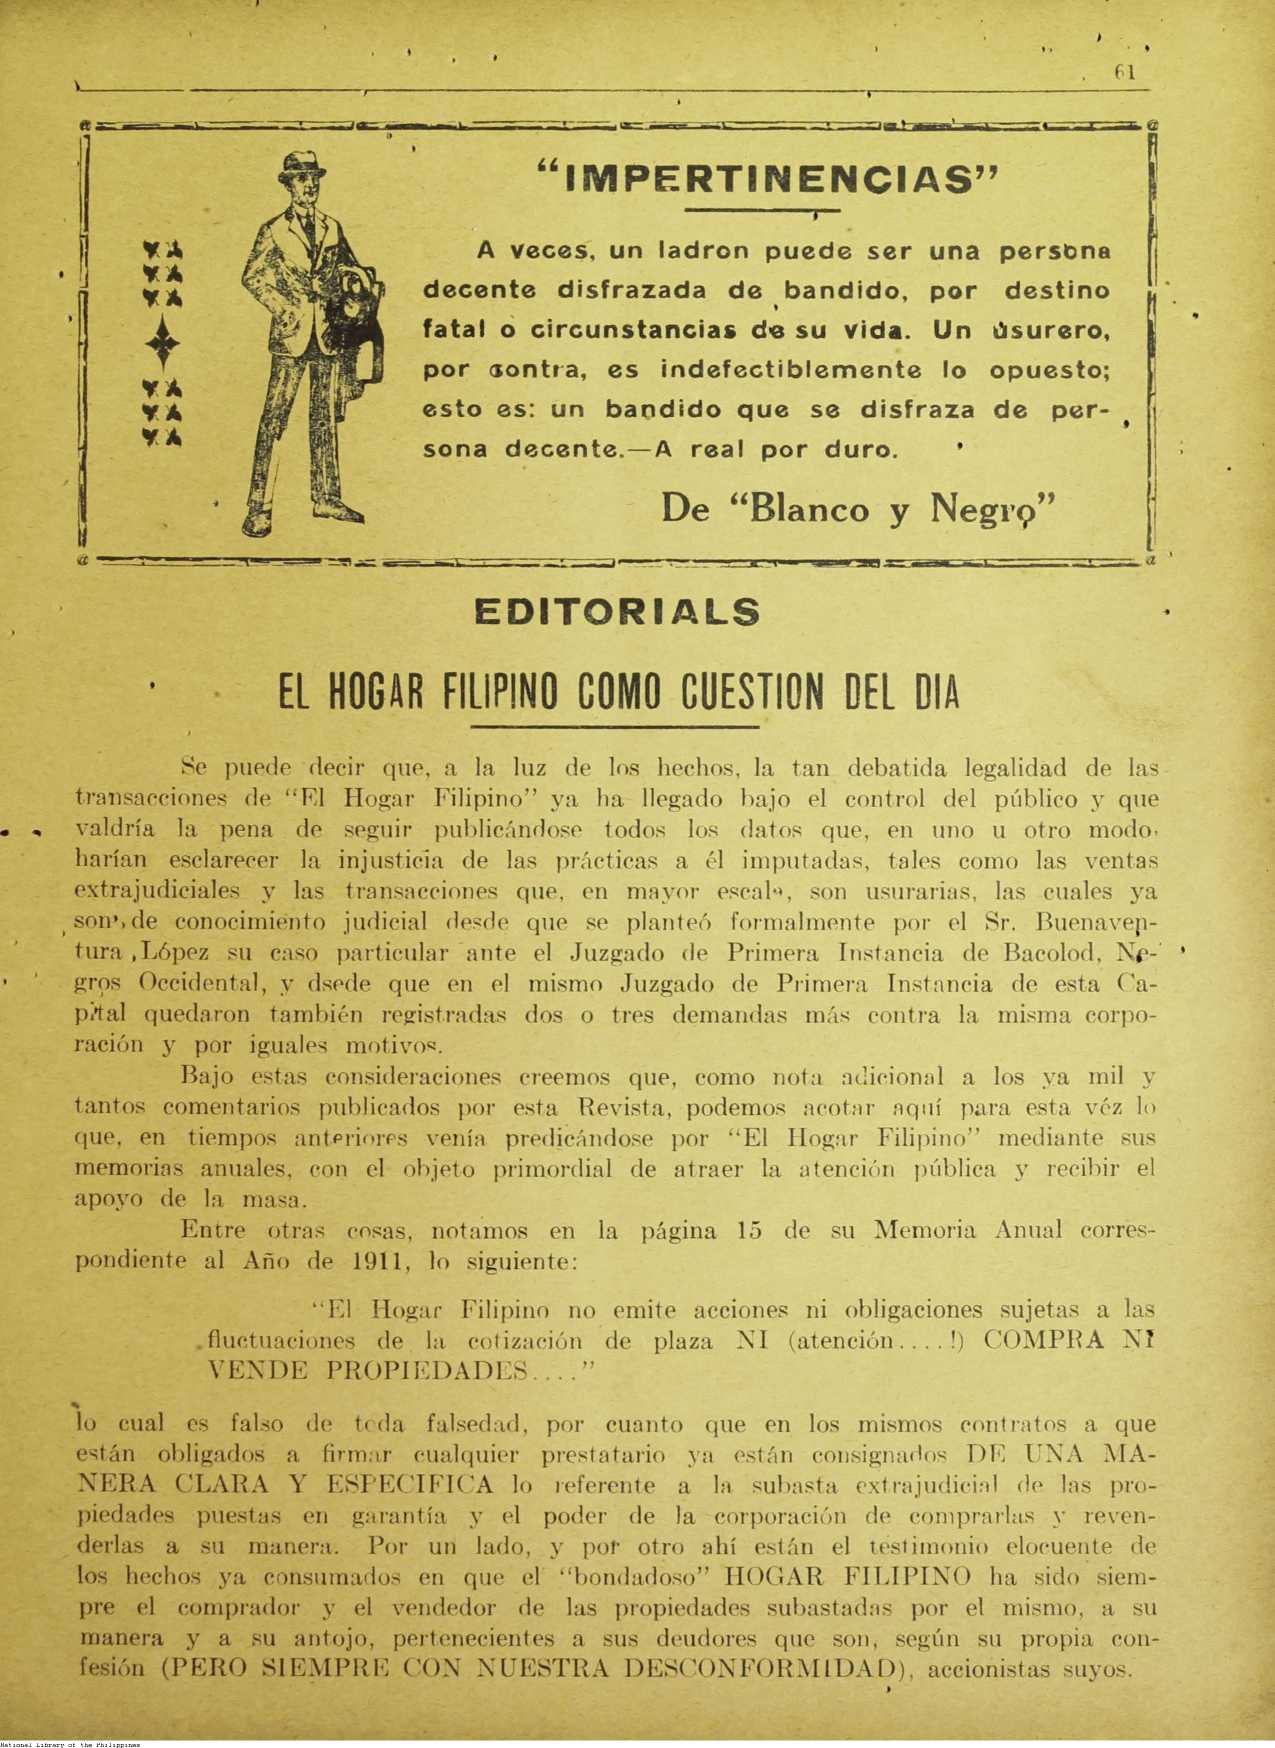 61
“IMPERTINENCIAS”
A veces, un ladron puede ser una persona
decente disfrazada de bandido, por destino
fatal o circunstancias de su vida. Un usurero,
por contra, es indefectiblemente lo opuesto;
esto es: un bandido que se disfraza de per-
sona decente.—A real por duro.
De “Blanco y Negro”
EDITORIALS
EL HOGAR FILIPINO COMO CUESTION DEL DIA
Se puede decir que, a la luz de los hechos, la tan debatida legalidad de las
transacciones de “El Hogar Filipino” ya ha llegado bajo el control del público y que
valdría la pena de seguir publicándose todos los datos que, en uno u otro modo,
harían esclarecer la injusticia de las prácticas a él imputadas, tales como las ventas
extrajudiciales y las transacciones que, en mayor escala, son usurarias, las cuales ya
son, de conocimiento judicial desde que se planteó formalmente por el Sr. Buenaven-
tura López su caso particular ante el Juzgado de Primera Instancia de Bacolod, Ne-
gros Occidental, y dsede que en el mismo Juzgado de Primera Instancia de esta Ca-
pital quedaron también registradas dos o tres demandas más contra la misma corpo-
ración y por iguales motivos.
Bajo estas consideraciones creemos que, como nota adicional a los ya mil y
tantos comentarios publicados por esta Revista, podemos acotar aquí para esta véz lo
que, en tiempos anteriores venía predicándose por “El Hogar Filipino” mediante sus
memorias anuales, con el objeto primordial de atraer la atención pública y recibir el
apoyo de la masa.
Entre otras cosas, notamos en la página 15 de su Memoria Anual corres-
pondiente al Año de 1911, lo siguiente:
“El Hogar Filipino no emite acciones ni obligaciones sujetas a las
fluctuaciones de la cotización de plaza NI (atención....!) COMPRA NI
VENDE PROPIEDADES....”
lo cual es falso de toda falsedad, por cuanto que en los mismos contratos a que
están obligados a firmar cualquier prestatario ya están consignados DE UNA MA-
NERA CLARA Y ESPECIFICA lo referente a la subasta extrajudicial de las pro-
piedades puestas en garantía y el poder de la corporación de comprarlas y reven-
derlas a su manera. Por un lado, y por otro ahí están el testimonio elocuente de
los hechos ya consumados en que el “bondadoso” HOGAR FILIPINO ha sido siem-
pre el comprador y el vendedor de las propiedades subastadas por el mismo, a su
manera y a su antojo, pertenecientes a sus deudores que son, según su propia con-
fesión (PERO SIEMPRE CON NUESTRA DESCONFORMIDAD), accionistas suyos.
National Library of the Philippines